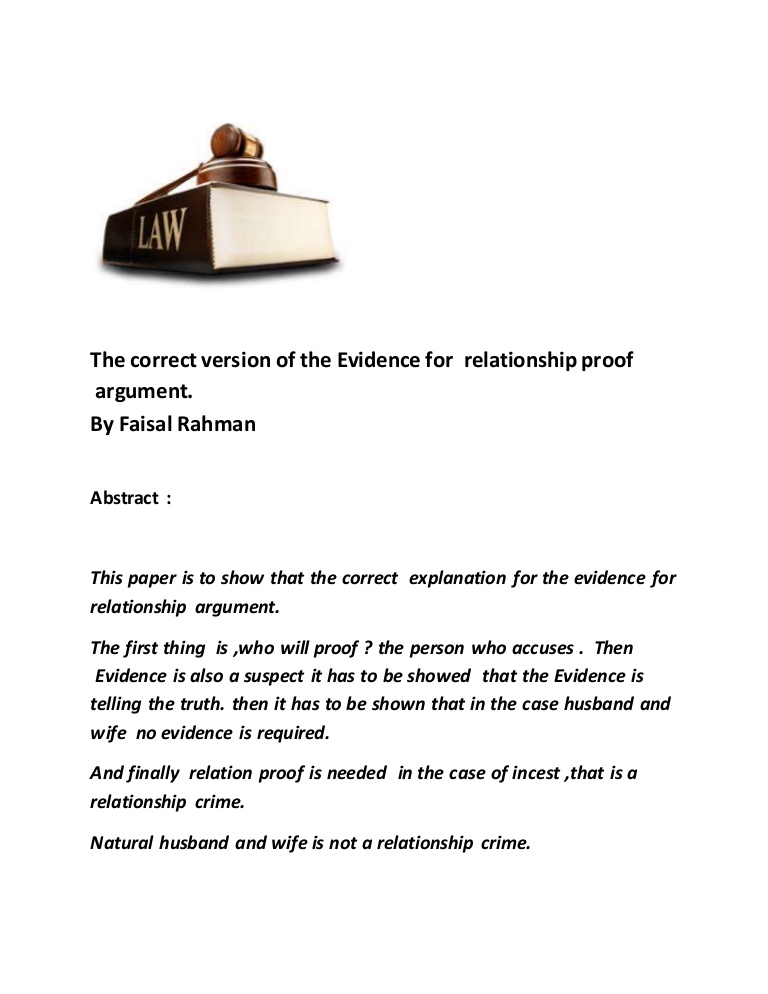 LAW
The correct version of the Evidence for relationship proof
argument.
By Faisal Rahman
Abstract :
This paper is to show that the correct explanation for the evidence for
relationship argument.
The first thing is ,who will proof ? the person who accuses . Then
Evidence is also a suspect it has to be showed that the Evidence is
telling the truth. then it has to be shown that in the case husband and
wife no evidence is required.
And finally relation proof is needed in the case of incest ,that is a
relationship crime.
Natural husband and wife is not a relationship crime.